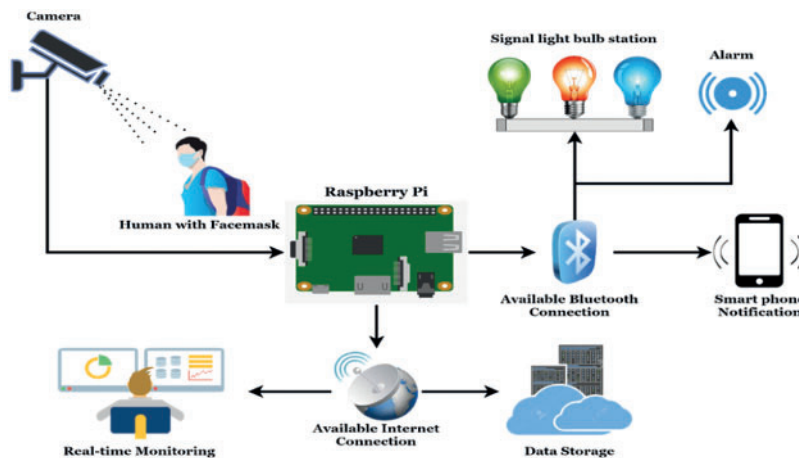 Camera
Signal light bulb station
Alarm
Human with Facemask
Raspberry Pi
Available Bluetooth
Connection
Smart phone
Notification
Real-time Monitoring
Available Internet
Connection
Data Storage